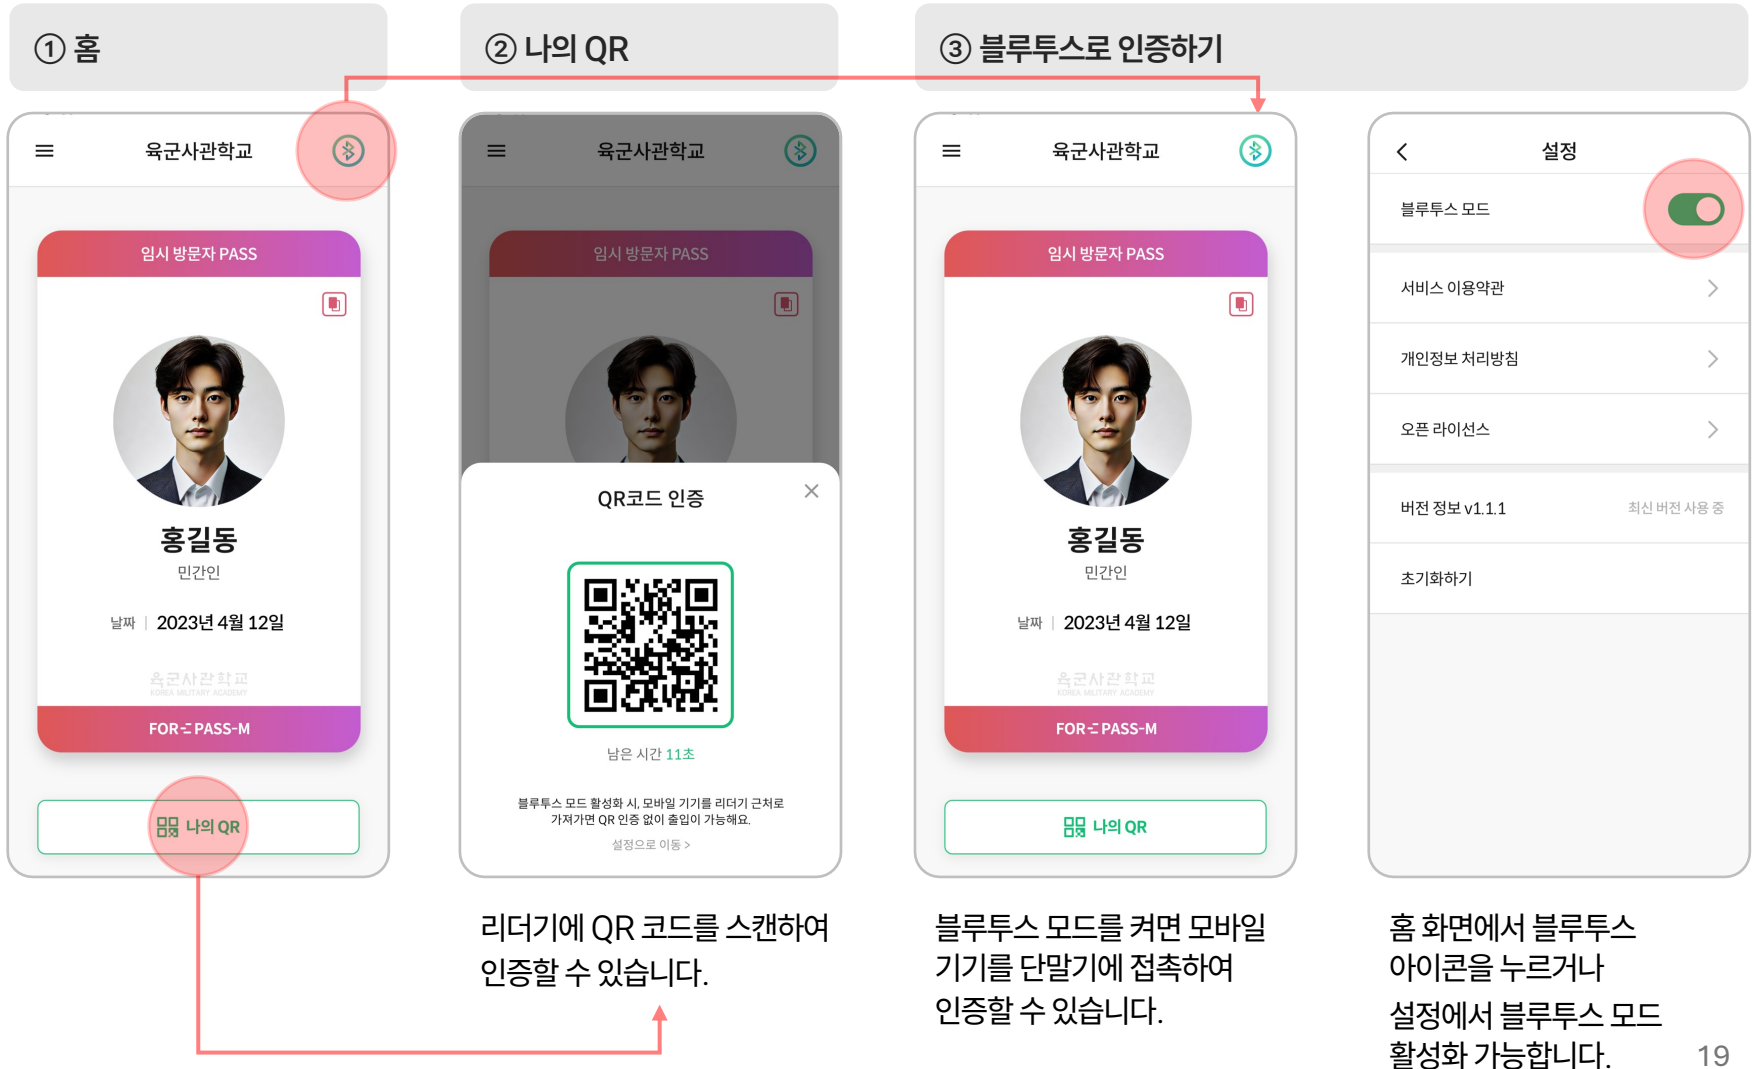 ① 홈
② 나의 QR
③ 블루투스로 인증하기
육군사관학교
임시 방문자 PASS
홍길동
민간인
날짜 | 2023년 4월 12일
육군사관학교
KOREA MILITARY ACADEMY
FOR PASS-M
나의 QR
육군사관학교
임시 방문자 PASS
QR코드 인증
남은 시간 11초
블루투스 모드 활성화 시, 모바일 기기를 리더기 근처로
가져가면 QR 인증 없이 출입이 가능해요.
설정으로 이동 >
리더기에 QR 코드를 스캔하여
인증할 수 있습니다.
육군사관학교
임시 방문자 PASS
홍길동
민간인
날짜 | 2023년 4월 12일
육군사관학교
KOREA MILITARY ACADEMY
FOR PASS-M
나의 QR
블루투스 모드를 켜면 모바일
기기를 단말기에 접촉하여
인증할 수 있습니다.
설정
블루투스 모드
서비스 이용약관
개인정보 처리방침
오픈 라이선스
버전 정보 v1.1.1 최신 버전 사용 중
초기화하기
홈 화면에서 블루투스
아이콘을 누르거나
설정에서 블루투스 모드
활성화 가능합니다.
19